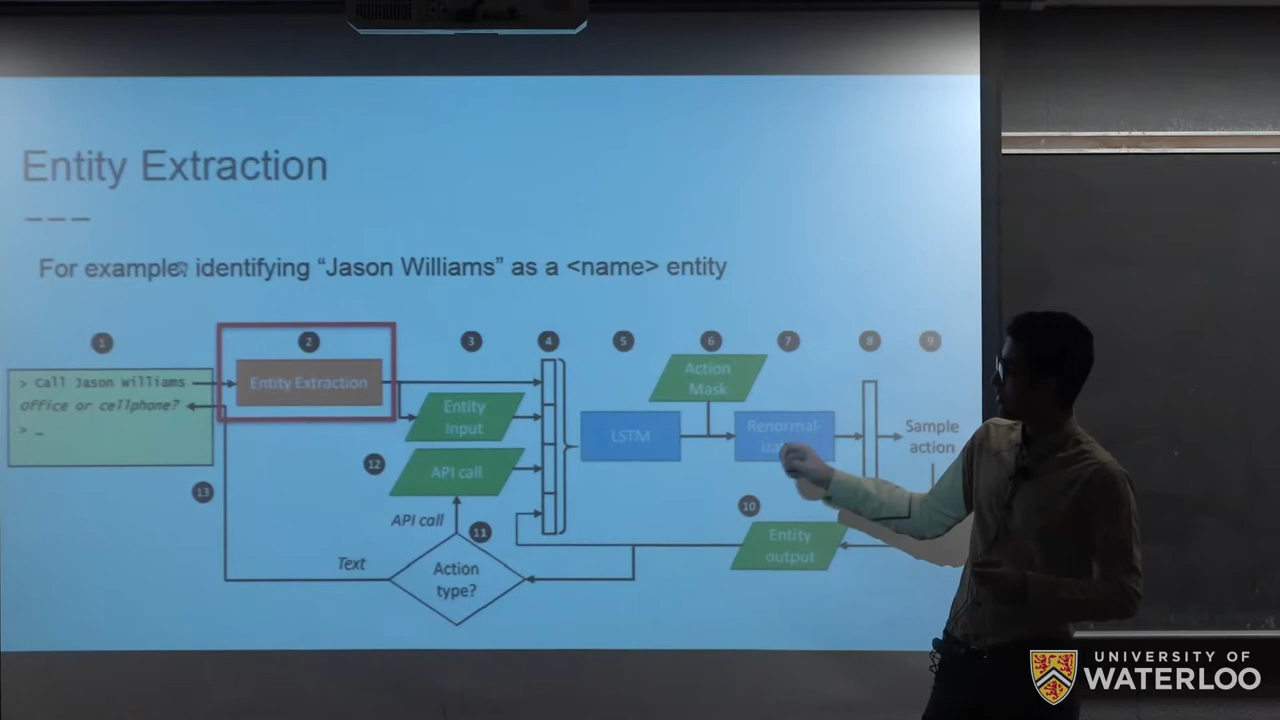 Entity Extraction
For example: identifying “Jason Williams” as a <name> entity
1
2
3
4
5
6
7
8
9
> Call Jason Williams
office or cellphone?
> _
Entity Extraction
Entity
Input
API call
12
13
LSTM
Action
Mask
Renormal-
Sample
action
10
Entity
output
API call
11
Text
Action
type?
UNIVERSITY OF
WATERLOO